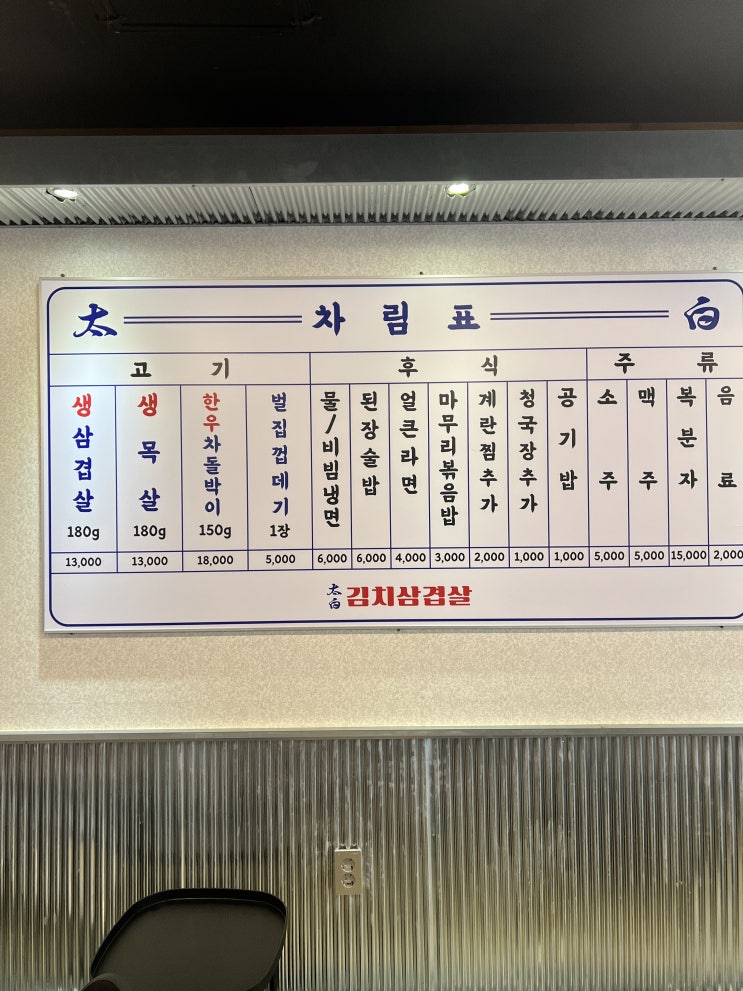 太 차림표 白
고기 후식 주류
생삼겹살 180g 13,000
생목살 180g 13,000
한우차돌박이 150g 18,000
벌집껍데기 1장 5,000
물/비빔냉면 6,000
된장술밥 6,000
얼큰라면 4,000
마무리볶음밥 3,000
계란찜추가 2,000
청국장추가 1,000
공기밥 1,000
소주 5,000
맥주 5,000
복분자 15,000
음료 2,000
太白 김치삼겹살